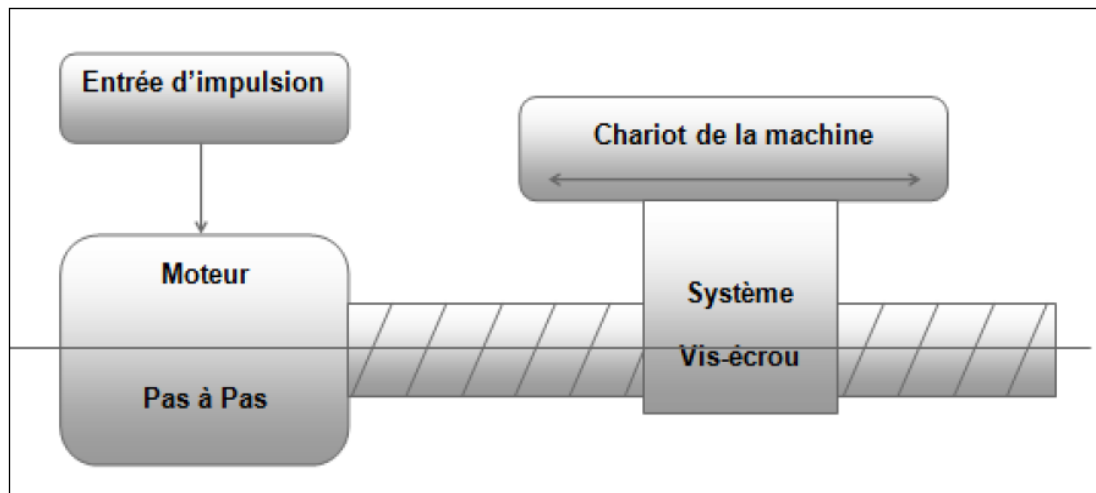 Entrée d'impulsion
Chariot de la machine
Moteur
Pas à Pas
Système
Vis-écrou